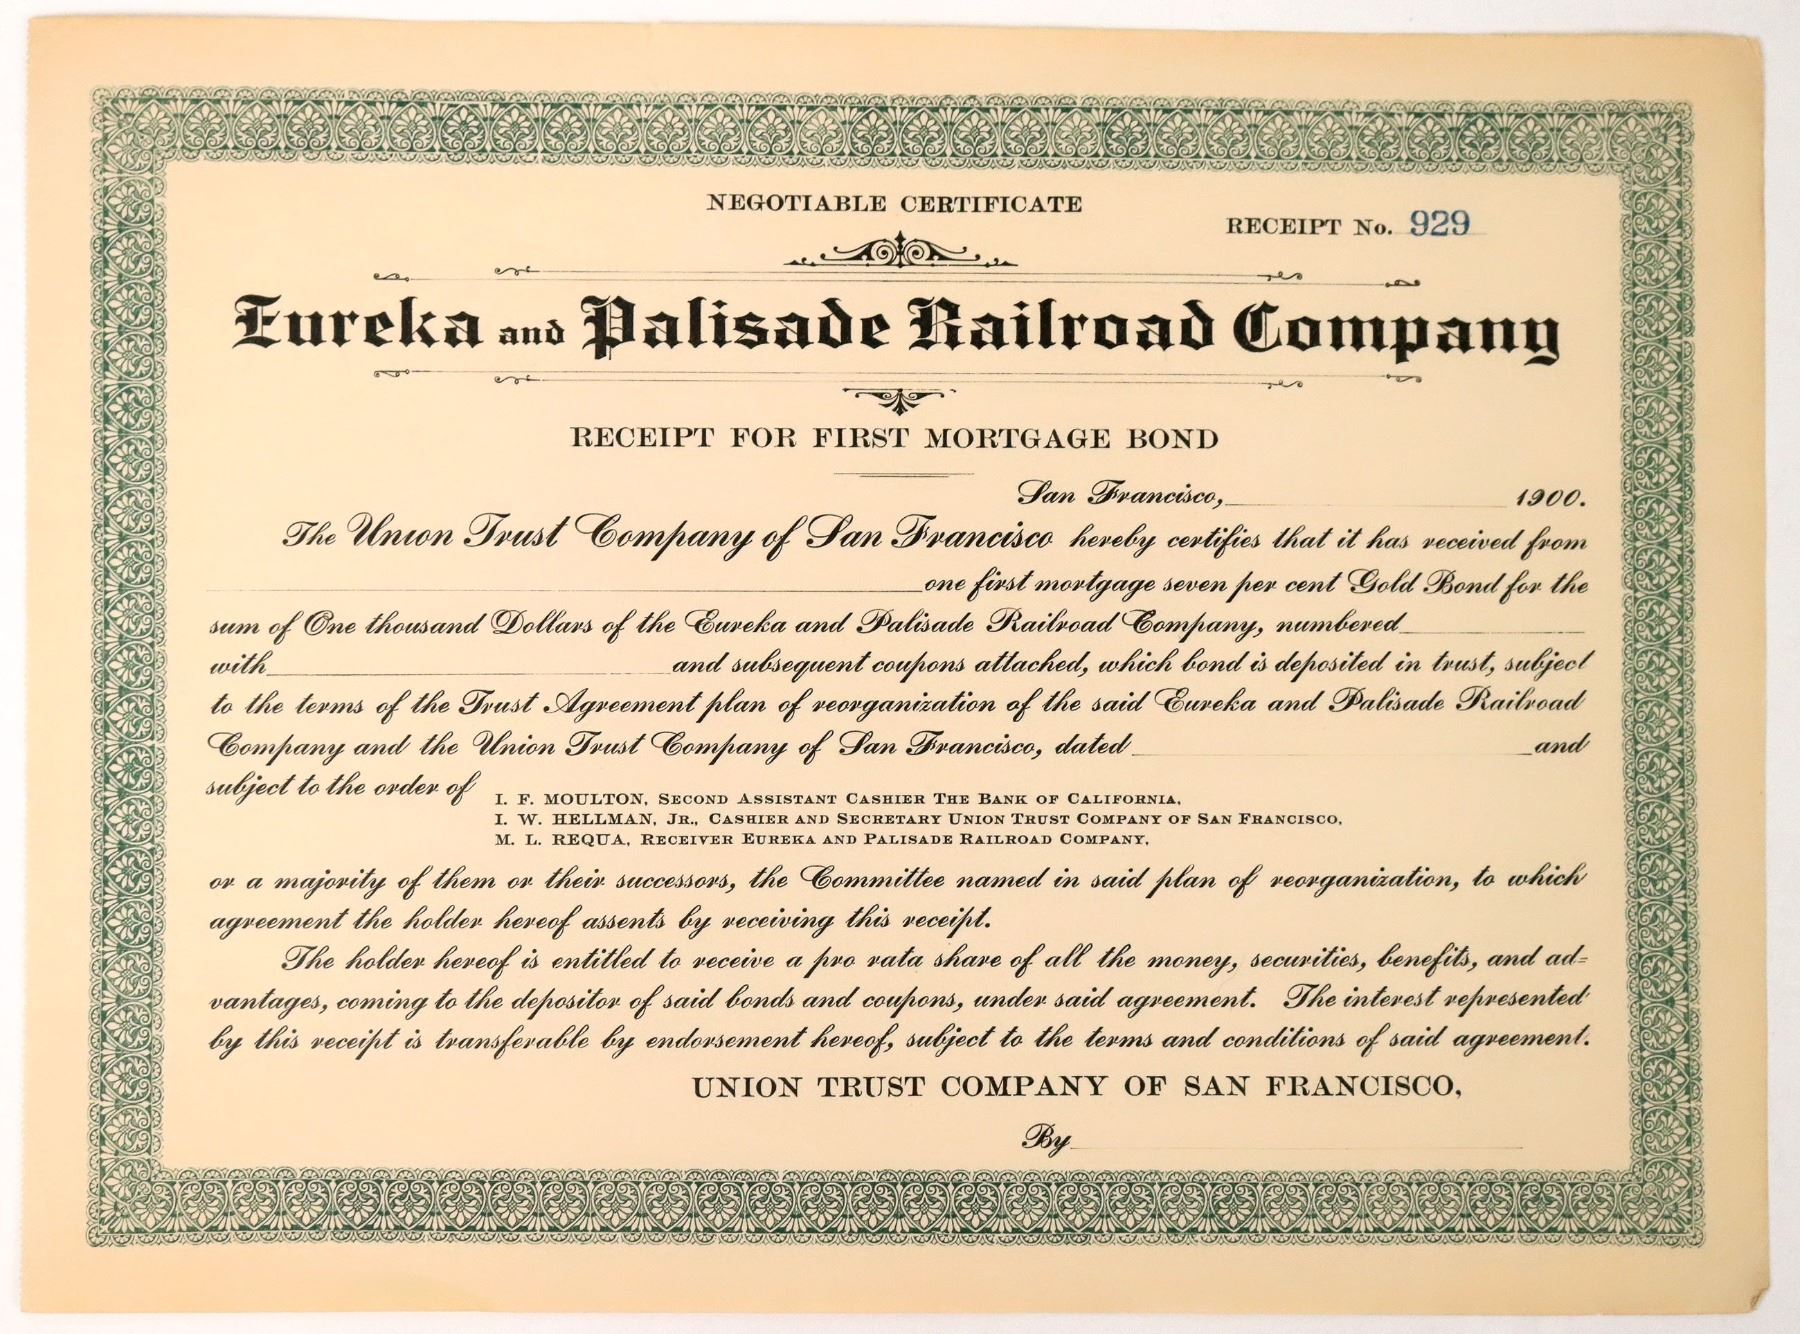 NEGOTIABLE CERTIFICATE
RECEIPT No. 929
Eureka and Palisade Railroad Company
RECEIPT FOR FIRST MORTGAGE BOND
San Francisco, 1900.
The Union Trust Company of San Francisco hereby certifies that it has received from
one first mortgage seven per cent Gold Bond for the
sum of One thousand Dollars of the Eureka and Palisade Railroad Company, numbered
with and subsequent coupons attached, which bond is deposited in trust, subject
to the terms of the Trust Agreement plan of reorganization of the said Eureka and Palisade Railroad
Company and the Union Trust Company of San Francisco, dated and
subject to the order of
I. F. MOULTON, SECOND ASSISTANT CASHIER THE BANK OF CALIFORNIA,
I. W. HELLMAN, JR., CASHIER AND SECRETARY UNION TRUST COMPANY OF SAN FRANCISCO,
M. L. REQUA, RECEIVER EUREKA AND PALISADE RAILROAD COMPANY,
or a majority of them or their successors, the Committee named in said plan of reorganization, to which
agreement the holder hereof assents by receiving this receipt.
The holder hereof is entitled to receive a pro rata share of all the money, securities, benefits, and ad=
vantages, coming to the depositor of said bonds and coupons, under said agreement. The interest represented
by this receipt is transferable by endorsement hereof, subject to the terms and conditions of said agreement.
UNION TRUST COMPANY OF SAN FRANCISCO,
By